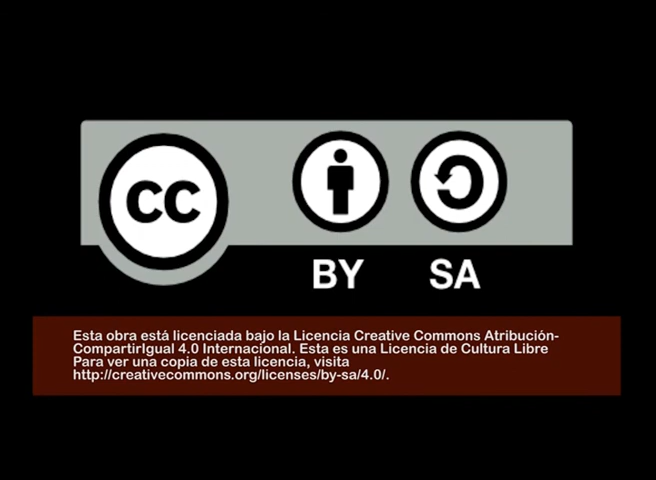 CC
BY SA
Esta obra está licenciada bajo la Licencia Creative Commons Atribución-
CompartirIgual 4.0 Internacional. Esta es una Licencia de Cultura Libre
Para ver una copia de esta licencia, visita
http://creativecommons.org/licenses/by-sa/4.0/.